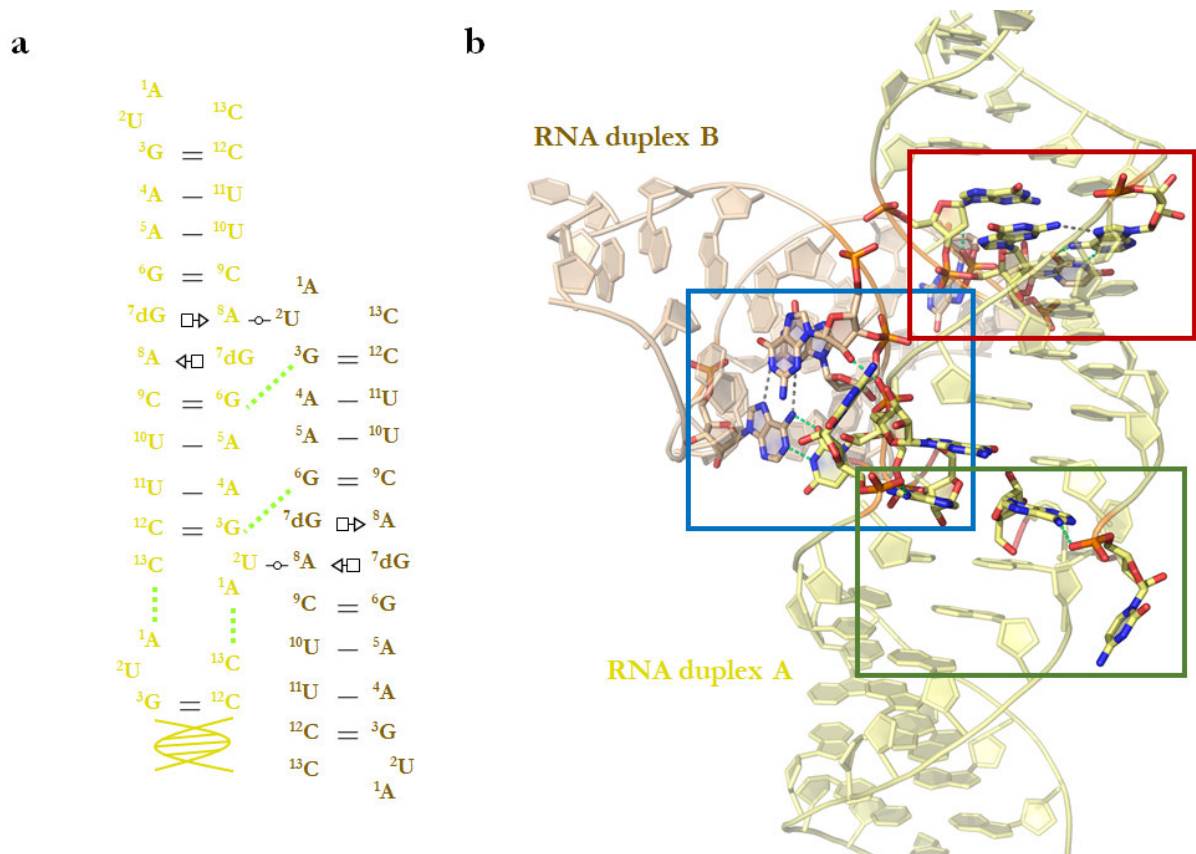 a
b
¹A
²U ¹³C
³G ¹²C
⁴A ¹¹U
⁵A ¹⁰U
⁶G ⁹C
⁷dG ⁸A ²U
¹A
¹³C
⁸A ⁷dG ³G ¹²C
⁹C ⁶G ⁴A ¹¹U
¹⁰U ⁵A ⁵A ¹⁰U
¹¹U ⁴A ⁶G ⁹C
¹²C ³G ⁷dG ⁸A
¹³C ²U ⁸A ⁷dG
¹A ⁹C ⁶G
¹A ¹³C ¹⁰U ⁵A
²U
³G ¹²C ¹¹U ⁴A
¹²C ³G
¹³C ²U
¹A
RNA duplex B
RNA duplex A